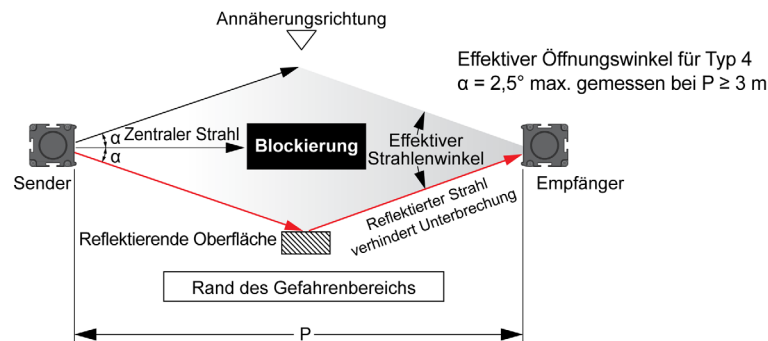 Annäherungsrichtung
Effektiver Öffnungswinkel für Typ 4
α = 2,5° max. gemessen bei P ≥ 3 m
α
Zentraler Strahl
α
Blockierung
Effektiver
Strahlenwinkel
Sender
Empfänger
Reflektierter Strahl
verhindert Unterbrechung
Reflektierende Oberfläche
Rand des Gefahrenbereichs
P